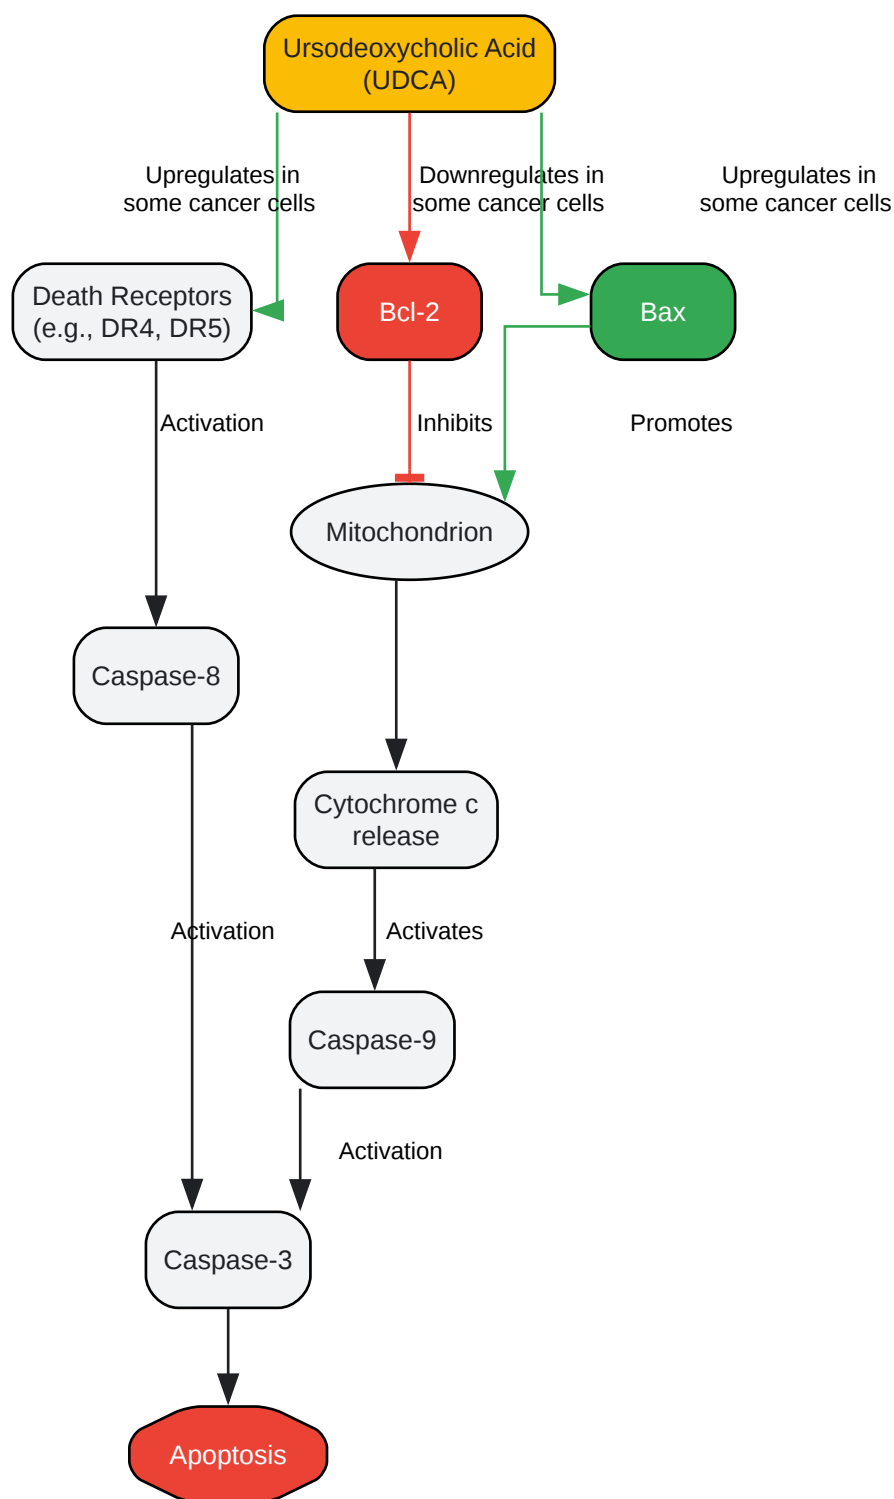 Ursodeoxycholic Acid
(UDCA)
Upregulates in
some cancer cells
Downregulates in
some cancer cells
Upregulates in
some cancer cells
Death Receptors
(e.g., DR4, DR5)
Bcl-2
Bax
Activation
Inhibits
Promotes
Mitochondrion
Caspase-8
Cytochrome c
release
Activation
Activates
Caspase-9
Activation
Caspase-3
Apoptosis